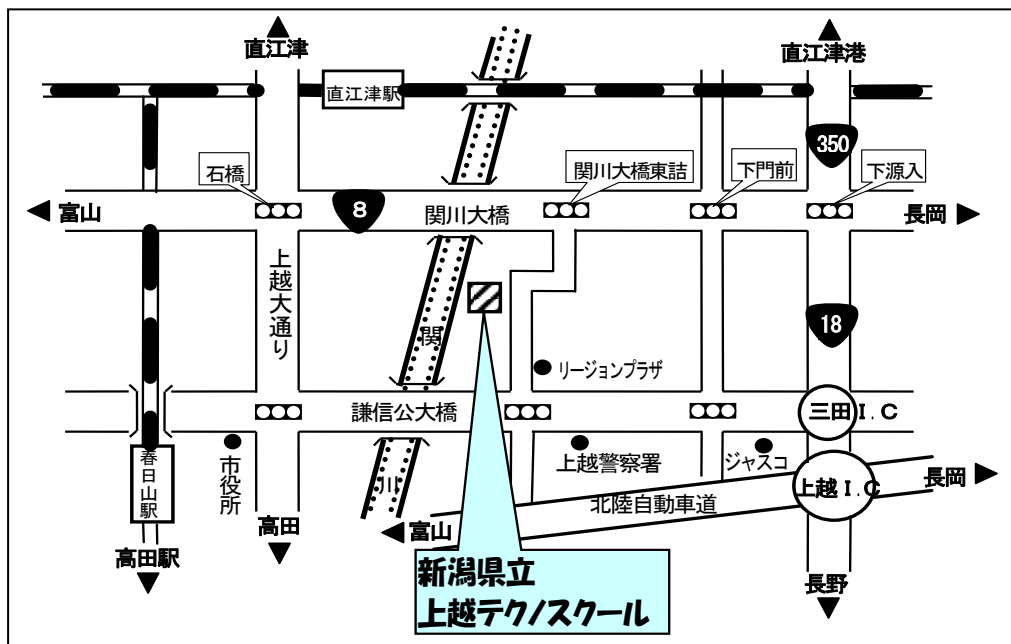 直江津
直江津港
直江津駅
350
石橋
関川大橋東詰
下門前
下源入
富山
8
関川大橋
長岡
上越大通り
関
18
リージョンプラザ
謙信公大橋
三田I.C
春日山駅
市役所
川
上越警察署
ジャスコ
上越I.C
長岡
北陸自動車道
高田
富山
高田駅
長野
新潟県立
上越テクノスクール